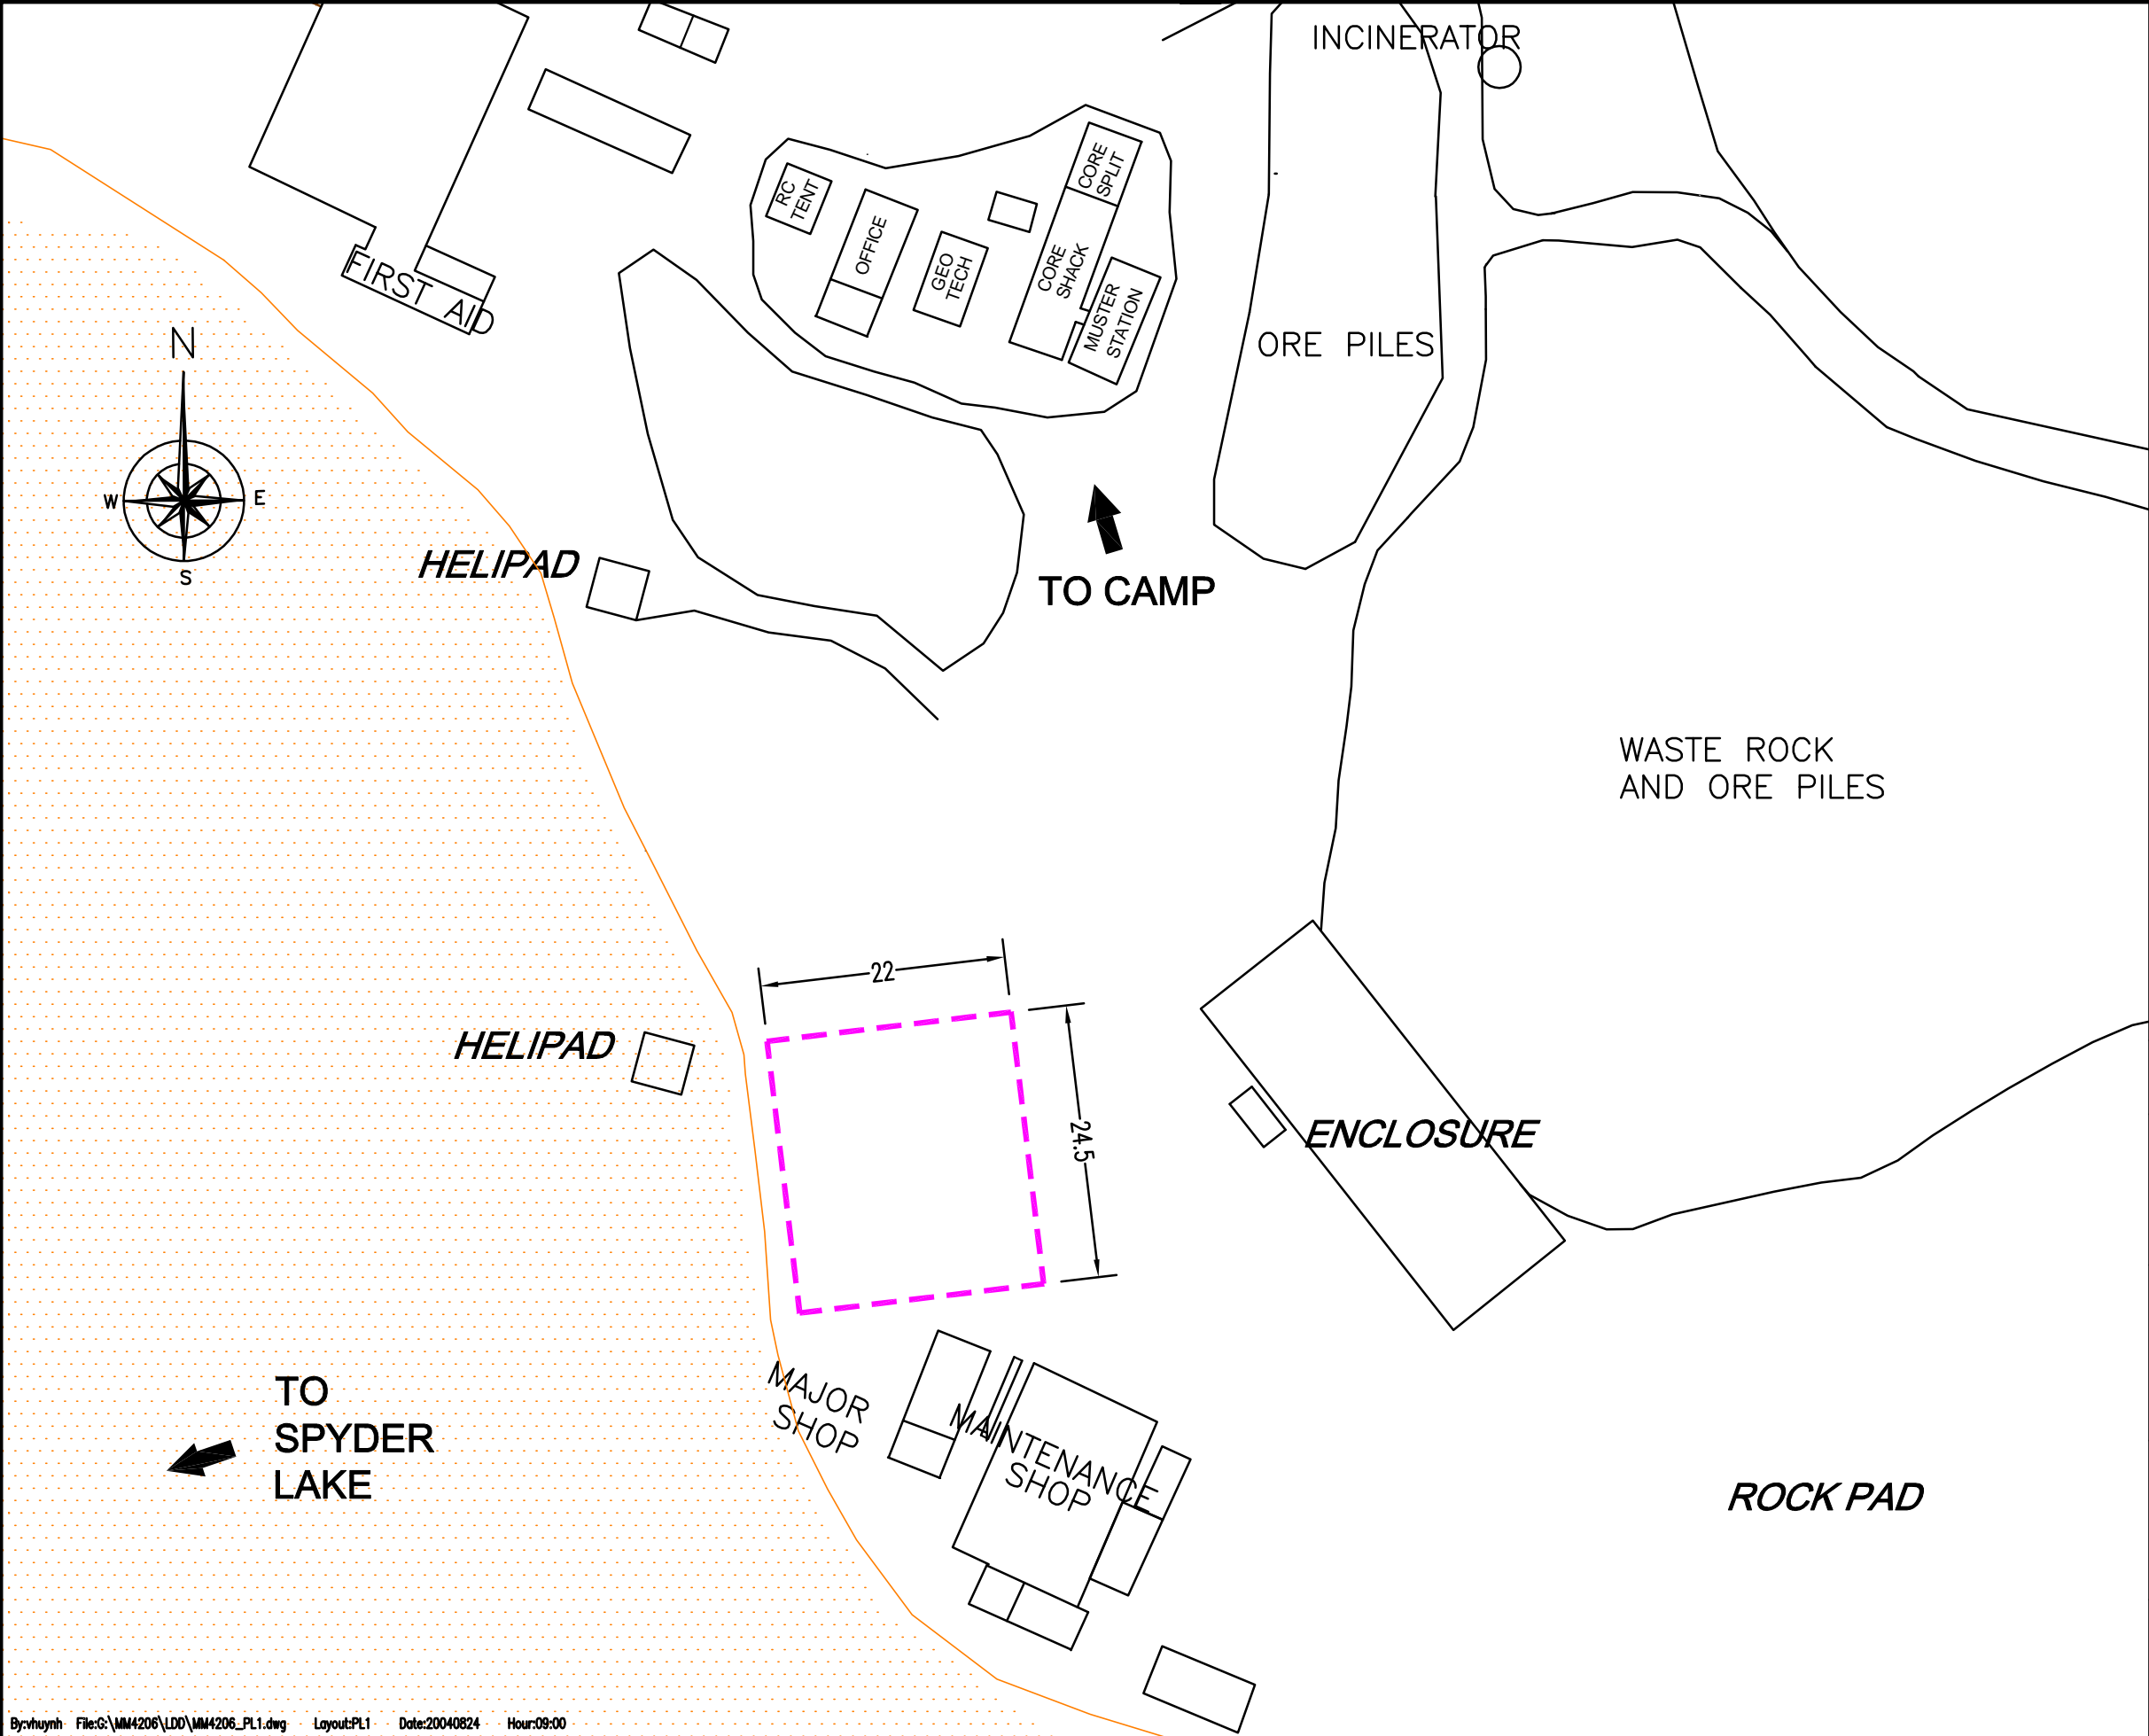 INCINERATOR
CORE
SPLIT
RC
TENT
OFFICE
GEO
TECH
CORE
SHACK
MUSTER
STATION
FIRST AID
ORE PILES
N
W
E
S
HELIPAD
TO CAMP
WASTE ROCK
AND ORE PILES
22
HELIPAD
24.5
ENCLOSURE
MAJOR
SHOP
MAINTENANCE
SHOP
TO
SPYDER
LAKE
ROCK PAD
By:vhuynh File:G:\MM4206\LDD\MM4206_PL1.dwg Layout:PL1 Date:20040824 Hour:09:00